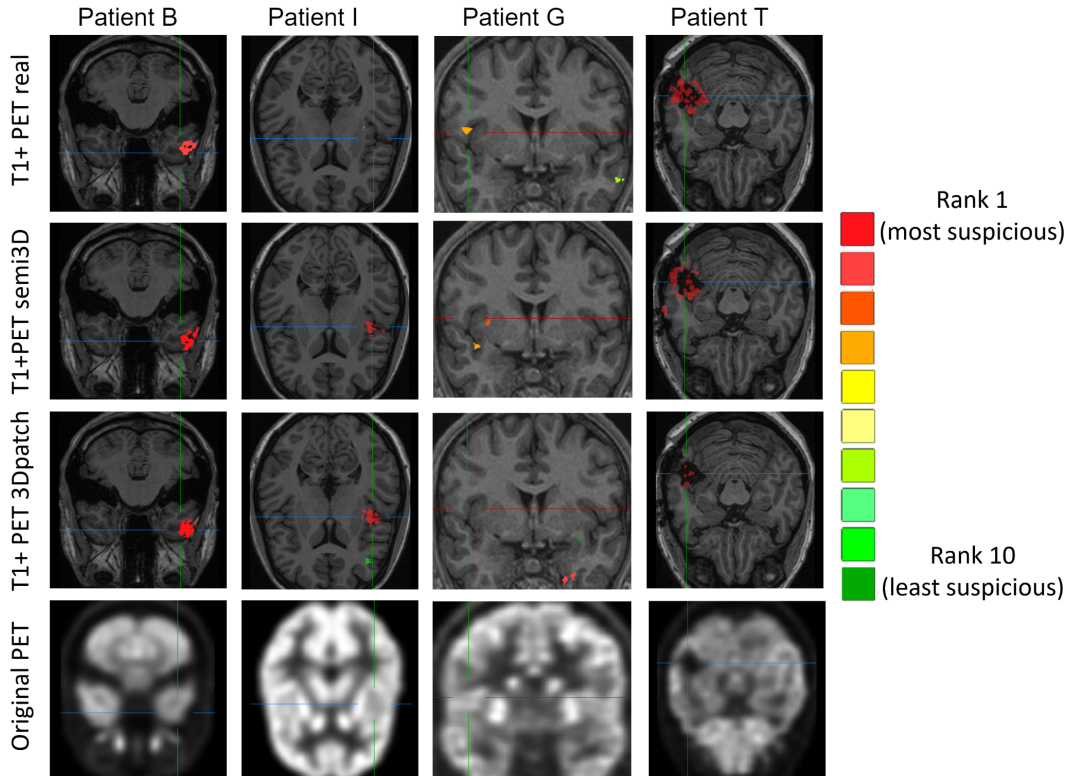 Patient B
Patient I
Patient G
Patient T
T1+ PET real
T1+PET semi3D
T1+ PET 3Dpatch
Original PET
Rank 1
(most suspicious)
Rank 10
(least suspicious)